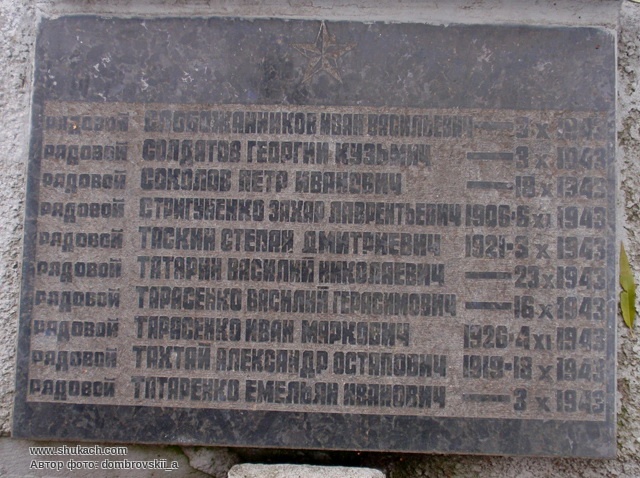 РЯДОВОЙ СЛОБОЖАННИКОВ ИВАН ВАСИЛЬЕВИЧ — 3 X 1943
РЯДОВОЙ СОЛДАТОВ ГЕОРГИЙ КУЗЬМИЧ — 3 X 1943
РЯДОВОЙ СОКОЛОВ ПЕТР ИВАНОВИЧ — 18 X 1943
РЯДОВОЙ СТРИГУНЕНКО ЗАХАР ЛАВРЕНТЬЕВИЧ 1906-6 XI 1943
РЯДОВОЙ ТАСКИН СТЕПАН ДМИТРИЕВИЧ 1921-3 X 1943
РЯДОВОЙ ТАТАРИН ВАСИЛИЙ НИКОЛАЕВИЧ — 23 X 1943
РЯДОВОЙ ТАРАСЕНКО ВАСИЛИЙ ГЕРАСИМОВИЧ — 16 X 1943
РЯДОВОЙ ТАРАСЕНКО ИВАН МАРКОВИЧ 1926-4 XI 1943
РЯДОВОЙ ТАХТАЙ АЛЕКСАНДР ОСТАПОВИЧ 1919-18 X 1943
РЯДОВОЙ ТАТАРЕНКО ЕМЕЛЬЯН ИВАНОВИЧ — 3 X 1943
www.shukach.com
Автор фото: dombrovskii_a